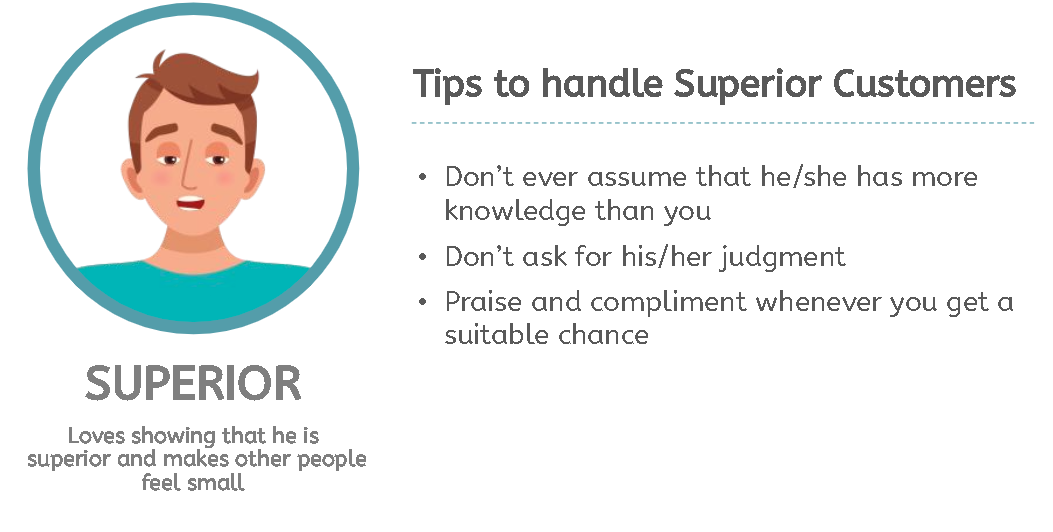 Tips to handle Superior Customers
• Don't ever assume that he/she has more
knowledge than you
• Don't ask for his/her judgment
• Praise and compliment whenever you get a
suitable chance
SUPERIOR
Loves showing that he is
superior and makes other people
feel small